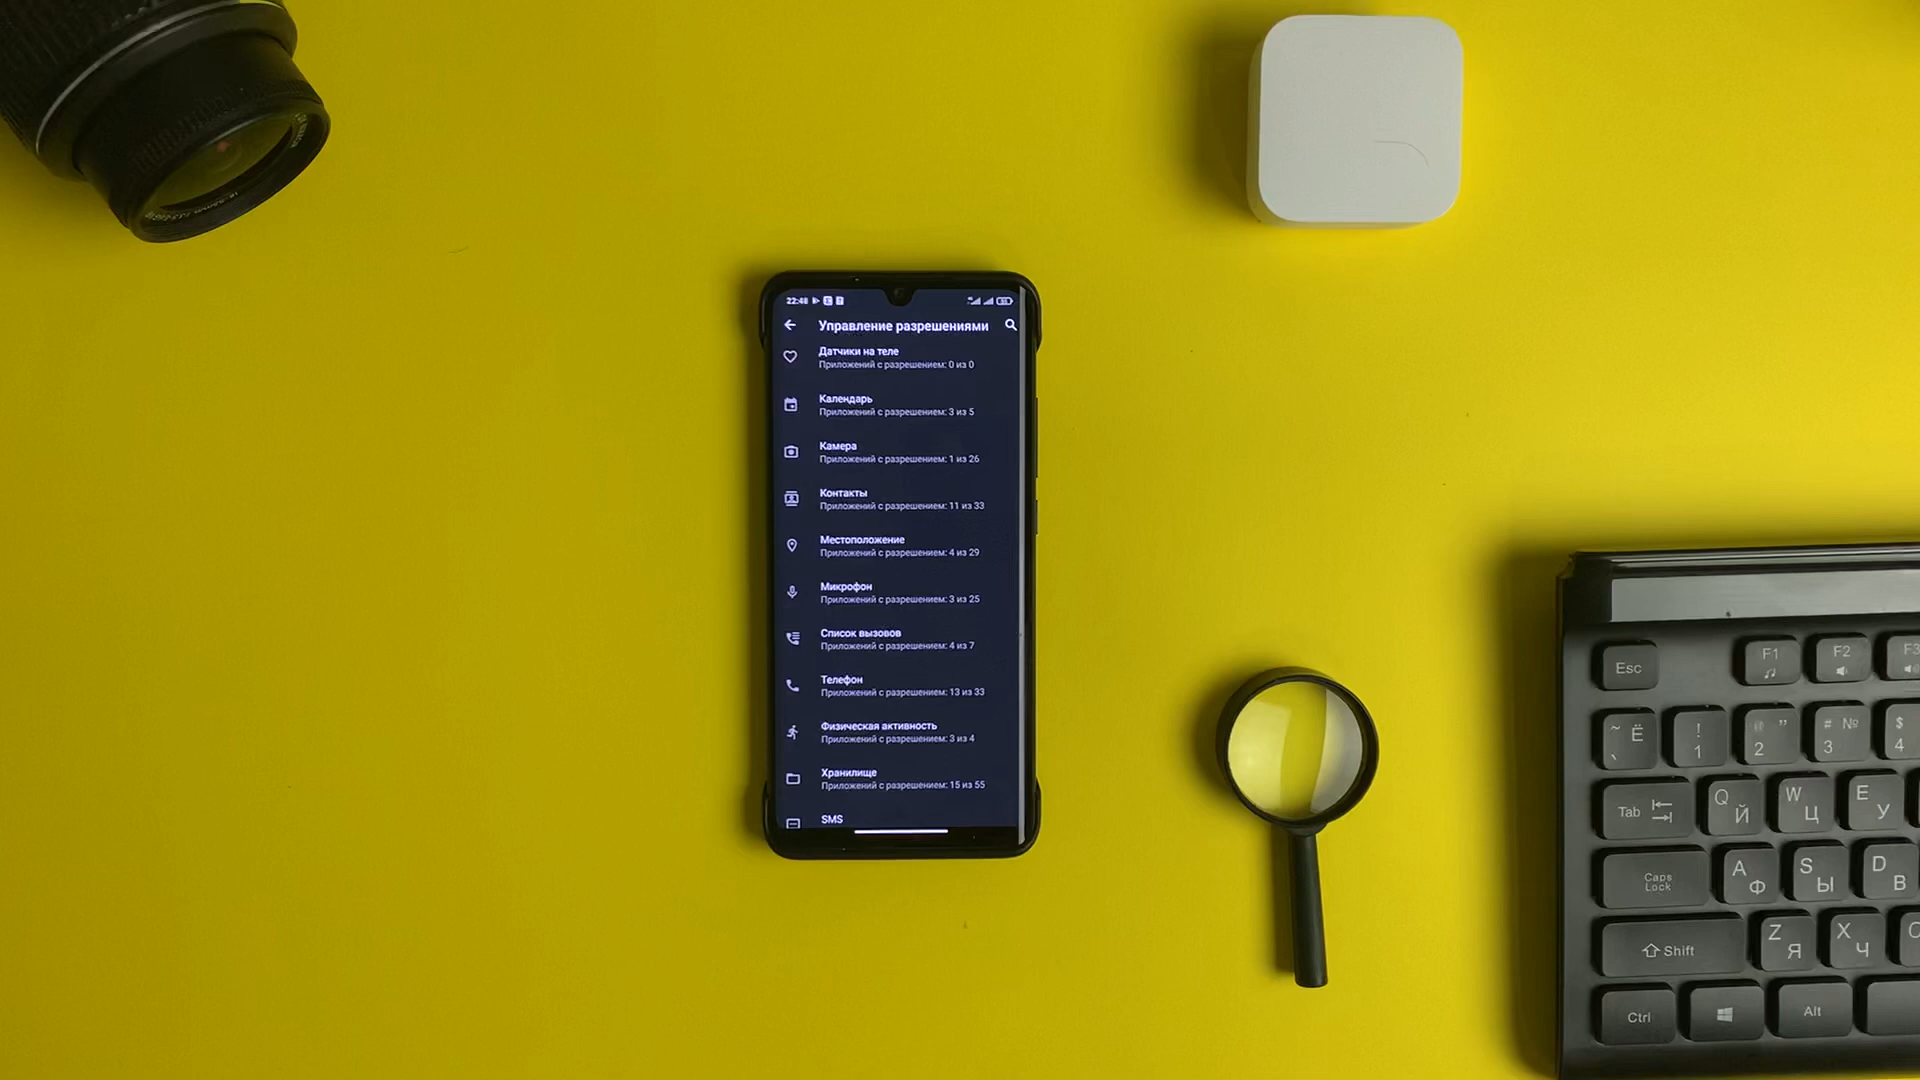 22:48
Управление разрешениями
Датчики на теле
Приложений с разрешением: 0 из 0
Календарь
Приложений с разрешением: 3 из 5
Камера
Приложений с разрешением: 1 из 26
Контакты
Приложений с разрешением: 11 из 33
Местоположение
Приложений с разрешением: 4 из 29
Микрофон
Приложений с разрешением: 3 из 25
Список вызовов
Приложений с разрешением: 4 из 7
Телефон
Приложений с разрешением: 13 из 33
Физическая активность
Приложений с разрешением: 3 из 4
Хранилище
Приложений с разрешением: 15 из 55
SMS
Esc F1 F2 F3
~ Ё ! 1 @ " 2 # № 3 $ 4
Tab Q Й W Ц E У
Caps Lock A Ф S Ы D В
Shift Z Я X Ч C
Ctrl Alt